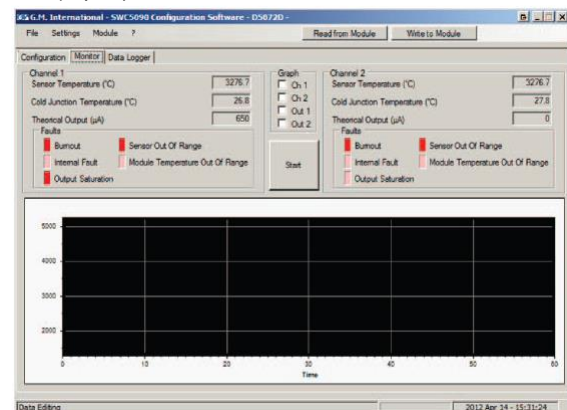 G.M. International - SWC5090 Configuration Software - D5072D -
File Settings Module ? Read from Module Write to Module
Configuration Monitor Data Logger
Channel 1
Sensor Temperature (°C) 3276.7
Cold Junction Temperature (°C) 26.8
Theorical Output (µA) 650
Faults
Burnout Sensor Out Of Range
Internal Fault Module Temperature Out Of Range
Output Saturation
Graph
Ch 1
Ch 2
Out 1
Out 2
Start
Channel 2
Sensor Temperature (°C) 3276.7
Cold Junction Temperature (°C) 27.8
Theorical Output (µA) 0
Faults
Burnout Sensor Out Of Range
Internal Fault Module Temperature Out Of Range
Output Saturation
5000
4000
3000
2000
0 10 20 30 40 50 60
Time
Data Editing 2012 Apr 14 - 15:31:24